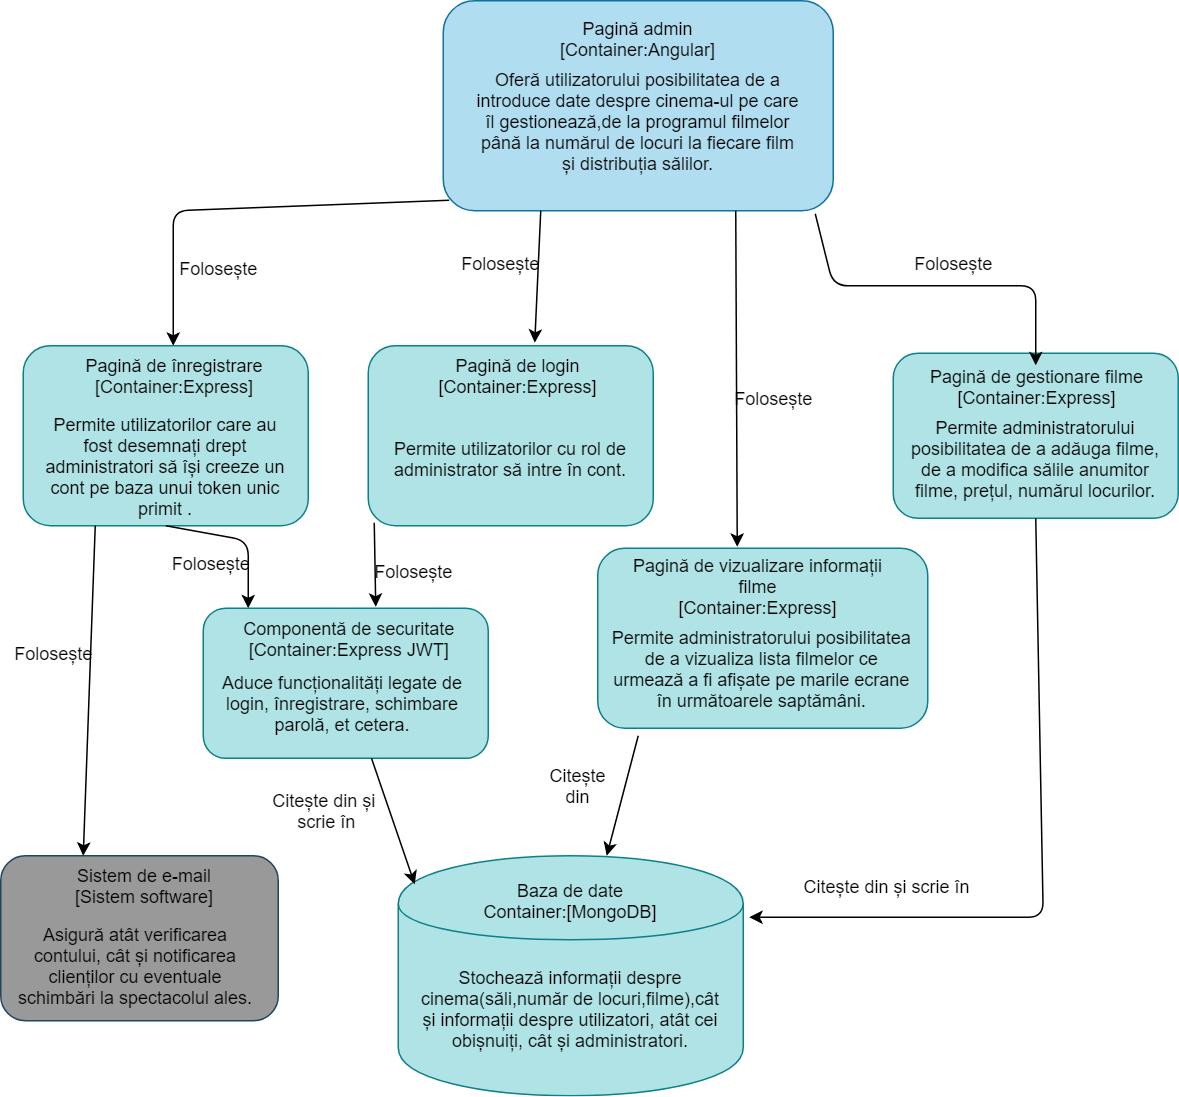 Pagină admin
[Container:Angular]
Oferă utilizatorului posibilitatea de a
introduce date despre cinema-ul pe care
îl gestionează,de la programul filmelor
până la numărul de locuri la fiecare film
și distribuția sălilor.
Folosește
Folosește
Folosește
Folosește
Pagină de înregistrare
[Container:Express]
Permite utilizatorilor care au
fost desemnați drept
administratori să își creeze un
cont pe baza unui token unic
primit .
Pagină de login
[Container:Express]
Permite utilizatorilor cu rol de
administrator să intre în cont.
Pagină de gestionare filme
[Container:Express]
Permite administratorului
posibilitatea de a adăuga filme,
de a modifica sălile anumitor
filme, prețul, numărul locurilor.
Folosește
Folosește
Folosește
Pagină de vizualizare informații
filme
[Container:Express]
Permite administratorului posibilitatea
de a vizualiza lista filmelor ce
urmează a fi afișate pe marile ecrane
în următoarele saptămâni.
Componentă de securitate
[Container:Express JWT]
Aduce funcționalități legate de
login, înregistrare, schimbare
parolă, et cetera.
Citește din și
scrie în
Citește
din
Citește din și scrie în
Sistem de e-mail
[Sistem software]
Asigură atât verificarea
contului, cât și notificarea
clienților cu eventuale
schimbări la spectacolul ales.
Baza de date
Container:[MongoDB]
Stochează informații despre
cinema(săli,număr de locuri,filme),cât
și informații despre utilizatori, atât cei
obișnuiți, cât și administratori.